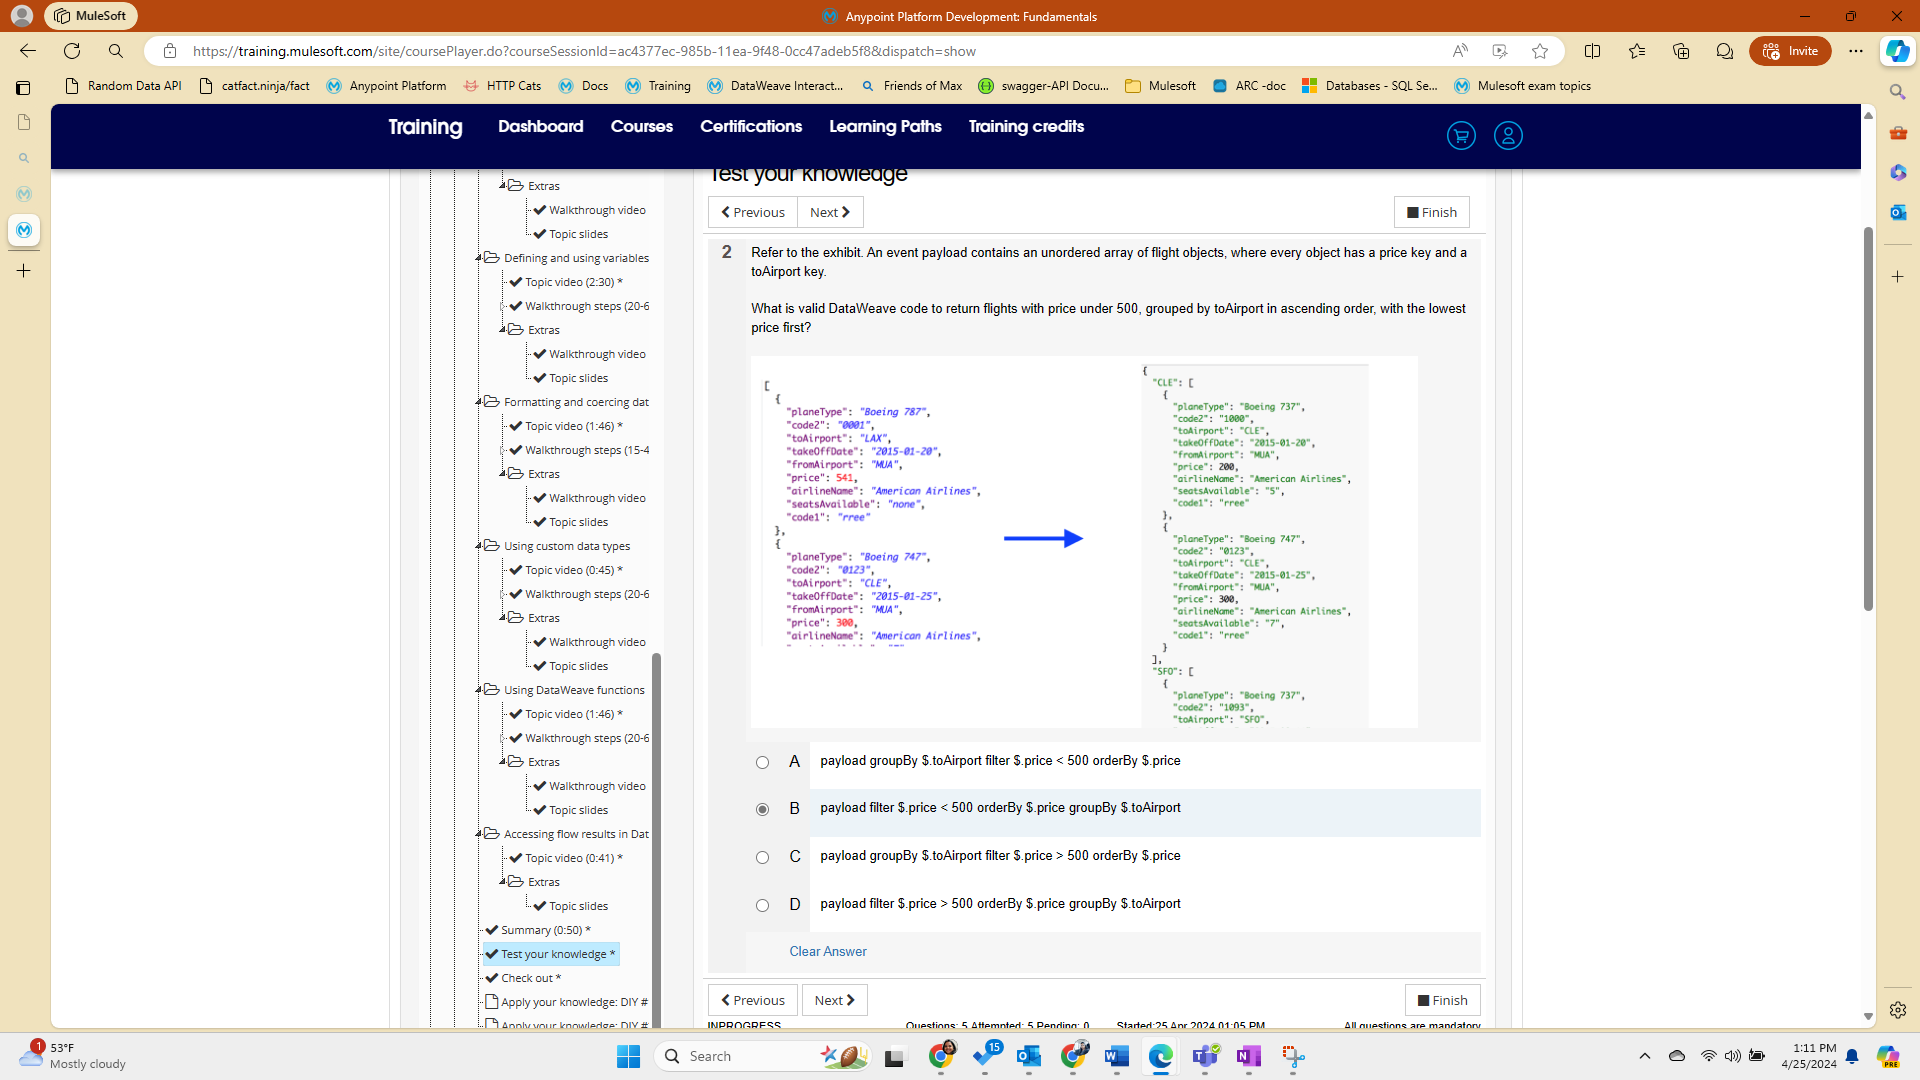 MuleSoft
Anypoint Platform Development: Fundamentals
https://training.mulesoft.com/site/coursePlayer.do?courseSessionId=ac4377ec-985b-11ea-9f48-0cc47adeb5f8&dispatch=show
Invite
Random Data API
catfact.ninja/fact
Anypoint Platform
HTTP Cats
Docs
Training
DataWeave Interact...
Friends of Max
swagger-API Docu...
Mulesoft
ARC -doc
Databases - SQL Se...
Mulesoft exam topics
Training
Dashboard
Courses
Certifications
Learning Paths
Training credits
Extras
Walkthrough video
Topic slides
Defining and using variables
Topic video (2:30) *
Walkthrough steps (20-6
Extras
Walkthrough video
Topic slides
Formatting and coercing dat
Topic video (1:46) *
Walkthrough steps (15-4
Extras
Walkthrough video
Topic slides
Using custom data types
Topic video (0:45) *
Walkthrough steps (20-6
Extras
Walkthrough video
Topic slides
Using DataWeave functions
Topic video (1:46) *
Walkthrough steps (20-6
Extras
Walkthrough video
Topic slides
Accessing flow results in Dat
Topic video (0:41) *
Extras
Topic slides
Summary (0:50) *
Test your knowledge *
Check out *
Apply your knowledge: DIY #
Apply your knowledge: DIY #
Test your knowledge
Previous
Next
Finish
2
Refer to the exhibit. An event payload contains an unordered array of flight objects, where every object has a price key and a
toAirport key.
What is valid DataWeave code to return flights with price under 500, grouped by toAirport in ascending order, with the lowest
price first?
[
{
"planeType": "Boeing 787",
"code2": "0001",
"toAirport": "LAX",
"takeOffDate": "2015-01-20",
"fromAirport": "MUA",
"price": 541,
"airlineName": "American Airlines",
"seatsAvailable": "none",
"code1": "rree"
},
{
"planeType": "Boeing 747",
"code2": "0123",
"toAirport": "CLE",
"takeOffDate": "2015-01-25",
"fromAirport": "MUA",
"price": 300,
"airlineName": "American Airlines",
{
"CLE": [
{
"planeType": "Boeing 737",
"code2": "1000",
"toAirport": "CLE",
"takeOffDate": "2015-01-20",
"fromAirport": "MUA",
"price": 200,
"airlineName": "American Airlines",
"seatsAvailable": "5",
"code1": "rree"
},
{
"planeType": "Boeing 747",
"code2": "0123",
"toAirport": "CLE",
"takeOffDate": "2015-01-25",
"fromAirport": "MUA",
"price": 300,
"airlineName": "American Airlines",
"seatsAvailable": "7",
"code1": "rree"
}
],
"SFO": [
{
"planeType": "Boeing 737",
"code2": "1093",
"toAirport": "SFO",
A payload groupBy $.toAirport filter $.price < 500 orderBy $.price
B payload filter $.price < 500 orderBy $.price groupBy $.toAirport
C payload groupBy $.toAirport filter $.price > 500 orderBy $.price
D payload filter $.price > 500 orderBy $.price groupBy $.toAirport
Clear Answer
Previous
Next
Finish
INPROGRESS
Questions: 5 Attempted: 5 Pending: 0
Started:25 Apr 2024 01:05 PM
All questions are mandatory
1
53°F
Mostly cloudy
Search
15
1:11 PM
4/25/2024
PRE